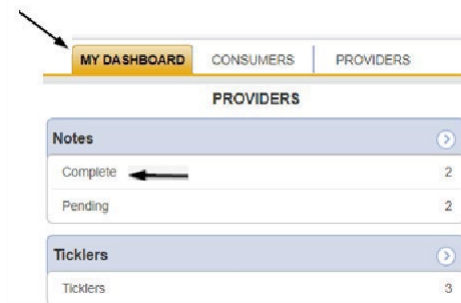 MY DASHBOARD CONSUMERS PROVIDERS
PROVIDERS
Notes
Complete 2
Pending 2
Ticklers
Ticklers 3